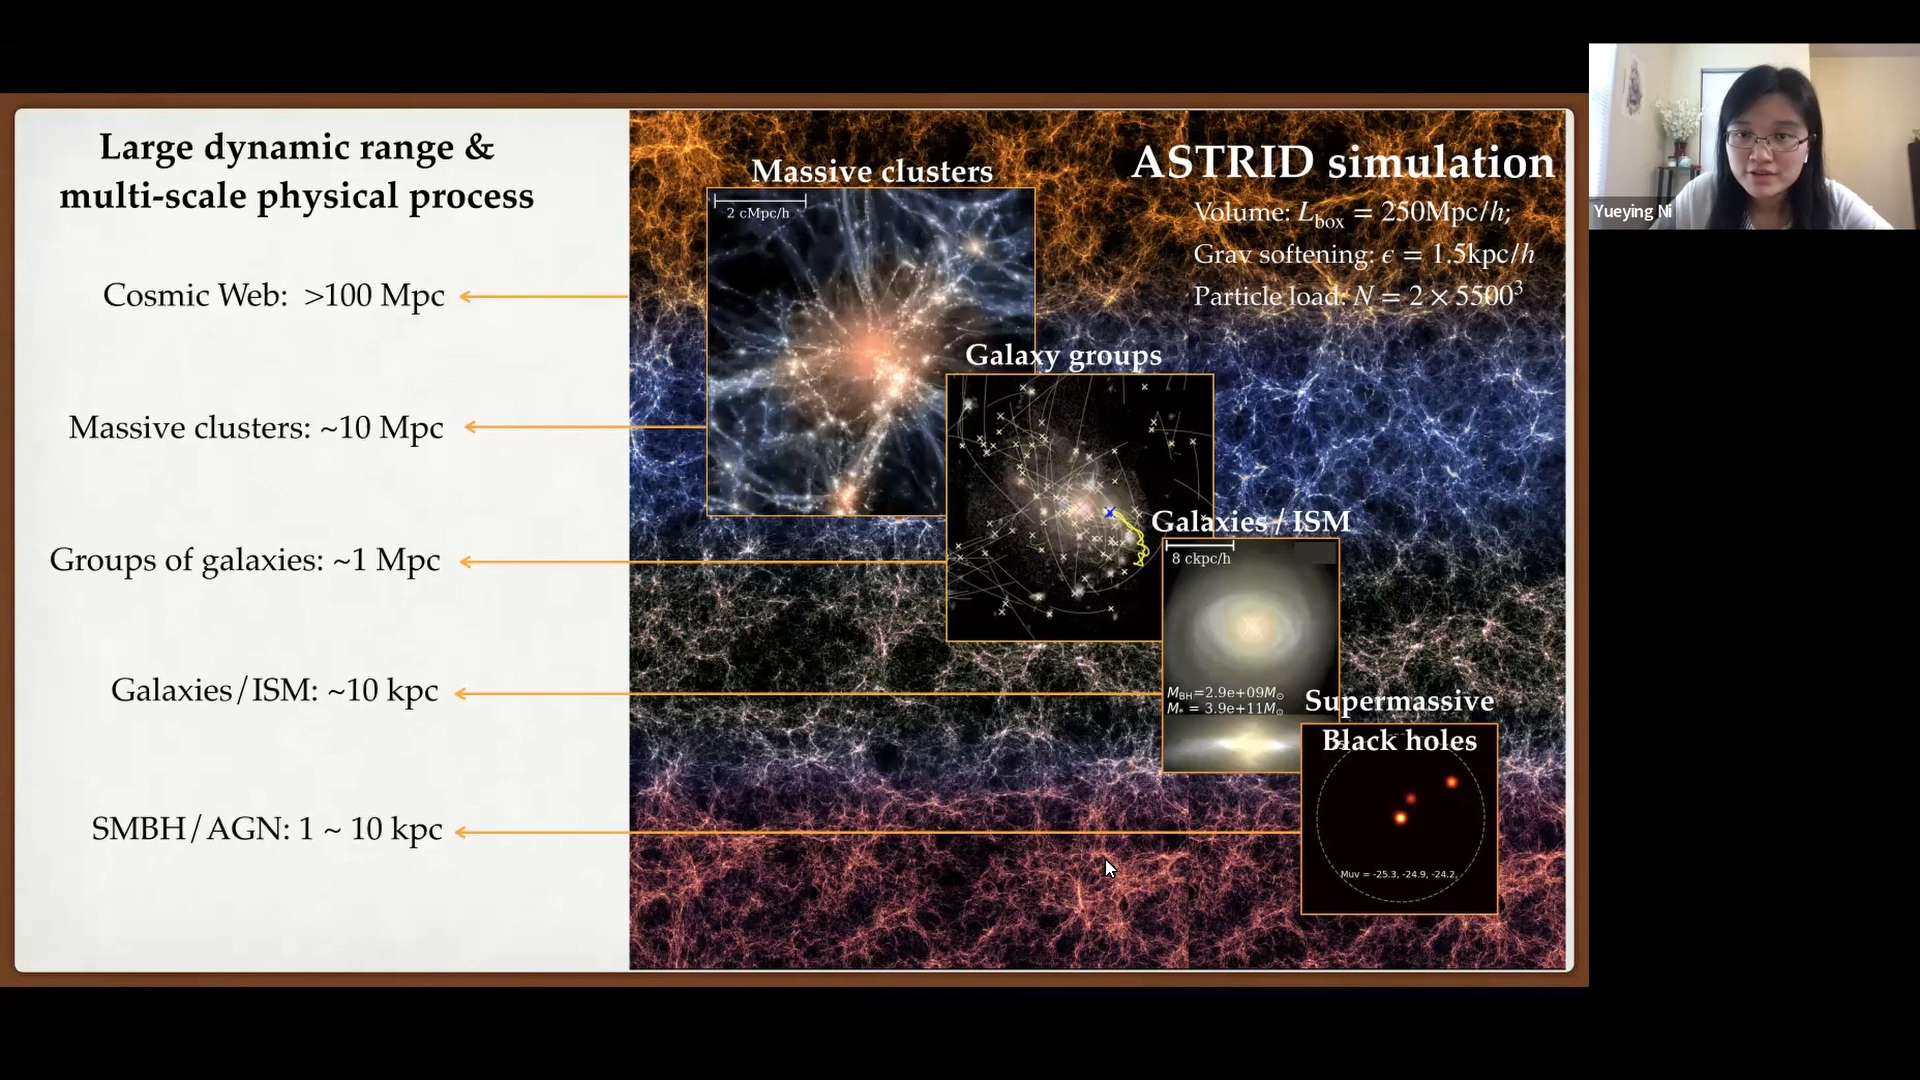 Large dynamic range &
multi-scale physical process
Cosmic Web: >100 Mpc
Massive clusters: ~10 Mpc
Groups of galaxies: ~1 Mpc
Galaxies/ISM: ~10 kpc
SMBH/AGN: 1 ~ 10 kpc
ASTRID simulation
Volume: L_box = 250Mpc/h;
Grav softening: ϵ = 1.5kpc/h
Particle load: N = 2 × 5500³
Massive clusters
2 cMpc/h
Galaxy groups
Galaxies / ISM
8 ckpc/h
M_BH=2.9e+09M_⊙
M_* = 3.9e+11M_⊙
Supermassive
Black holes
Muv = -25.3, -24.9, -24.2,
Yueying Ni